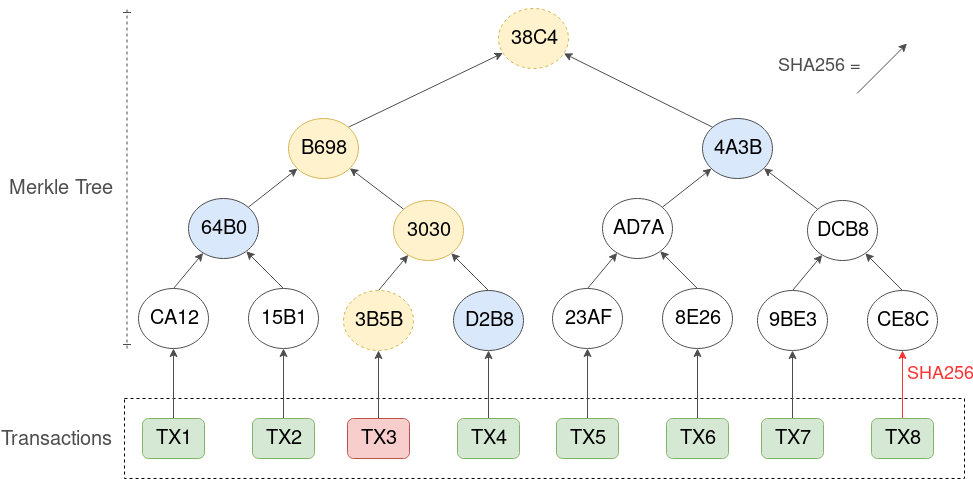 38C4
SHA256 =
B698
4A3B
Merkle Tree
64B0
3030
AD7A
DCB8
CA12
15B1
3B5B
D2B8
23AF
8E26
9BE3
CE8C
SHA256
Transactions
TX1
TX2
TX3
TX4
TX5
TX6
TX7
TX8